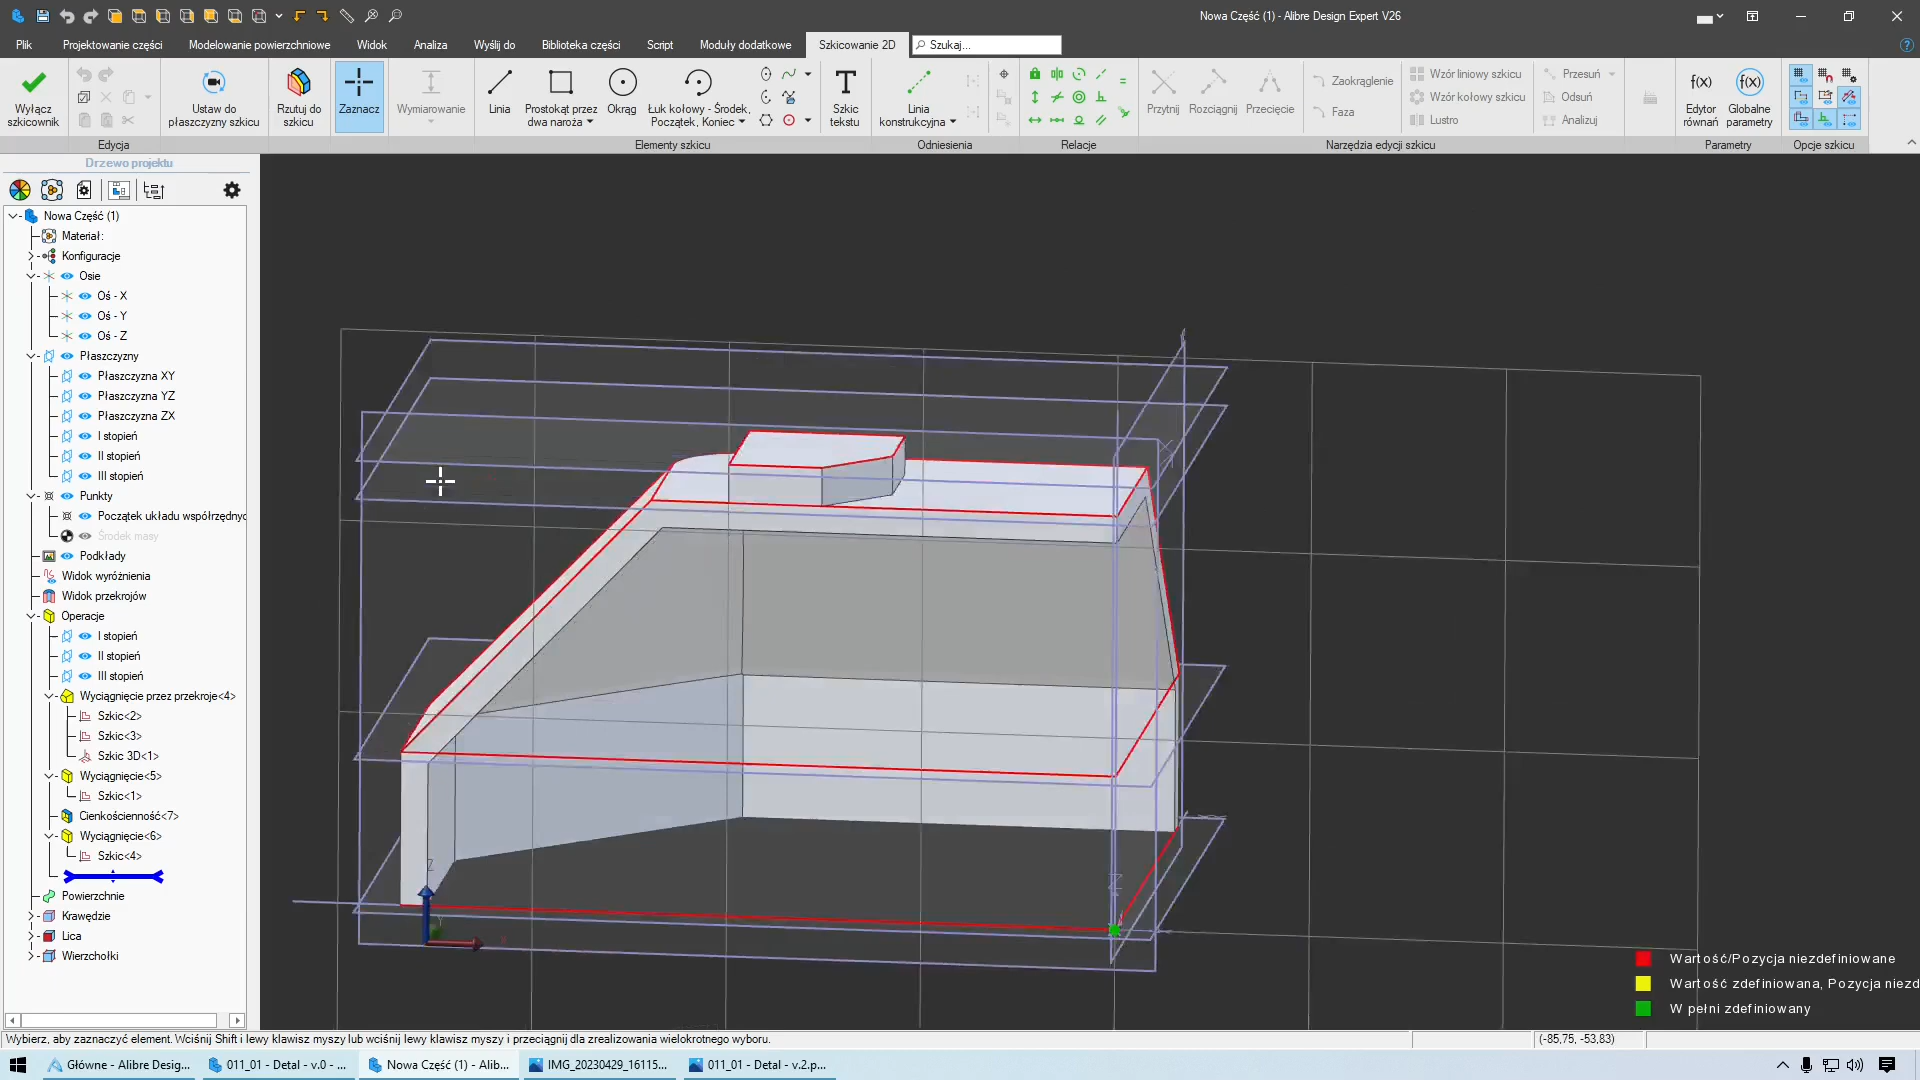 Nowa Część (1) - Alibre Design Expert V26
Plik
Projektowanie części
Modelowanie powierzchniowe
Widok
Analiza
Wyślij do
Biblioteka części
Script
Moduły dodatkowe
Szkicowanie 2D
Szukaj...
Wyłącz szkicownik
Ustaw do płaszczyzny szkicu
Rzutuj do szkicu
Zaznacz
Wymiarowanie
Linia
Prostokąt przez dwa naroża
Okrąg
Łuk kołowy - Środek, Początek, Koniec
Szkic tekstu
Linia konstrukcyjna
Przytnij
Rozciągnij
Przecięcie
Zaokrąglenie
Faza
Wzór liniowy szkicu
Wzór kołowy szkicu
Lustro
Przesuń
Odsuń
Analizuj
f(x)
Edytor równań
f(x)
Globalne parametry
Edycja
Elementy szkicu
Odniesienia
Relacje
Narzędzia edycji szkicu
Parametry
Opcje szkicu
Drzewo projektu
Nowa Część (1)
Materiał:
Konfiguracje
Osie
Oś - X
Oś - Y
Oś - Z
Płaszczyzny
Płaszczyzna XY
Płaszczyzna YZ
Płaszczyzna ZX
I stopień
II stopień
III stopień
Punkty
Początek układu współrzędnyc
Środek masy
Podkłady
Widok wyróżnienia
Widok przekrojów
Operacje
I stopień
II stopień
III stopień
Wyciągnięcie przez przekroje<4>
Szkic<2>
Szkic<3>
Szkic 3D<1>
Wyciągnięcie<5>
Szkic<1>
Cienkościenność<7>
Wyciągnięcie<6>
Szkic<4>
Powierzchnie
Krawędzie
Lica
Wierzchołki
Z
X
Z
Wartość/Pozycja niezdefiniowane
Wartość zdefiniowana, Pozycja niezd
W pełni zdefiniowany
Wybierz, aby zaznaczyć element. Wciśnij Shift i lewy klawisz myszy lub wciśnij lewy klawisz myszy i przeciągnij dla zrealizowania wielokrotnego wyboru.
(-85,75, -53,83)
Główne - Alibre Desig...
011_01 - Detal - v.0 - ...
Nowa Część (1) - Alib...
IMG_20230429_16115...
011_01 - Detal - v.2.p...